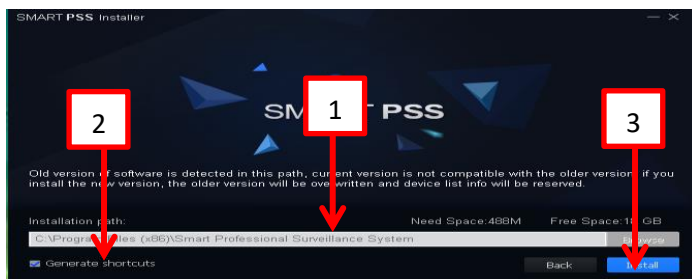 SMART PSS Installer
2
1
3
PSS
Old version of software is detected in this path, current version is not compatible with the older version, if you
install the new version, the older version will be overwritten and device list info will be reserved.
Installation path:
Need Space:488M
Free Space:18 GB
C:\Program Files (x86)\Smart Professional Surveillance System
Browse
Generate shortcuts
Back
Install